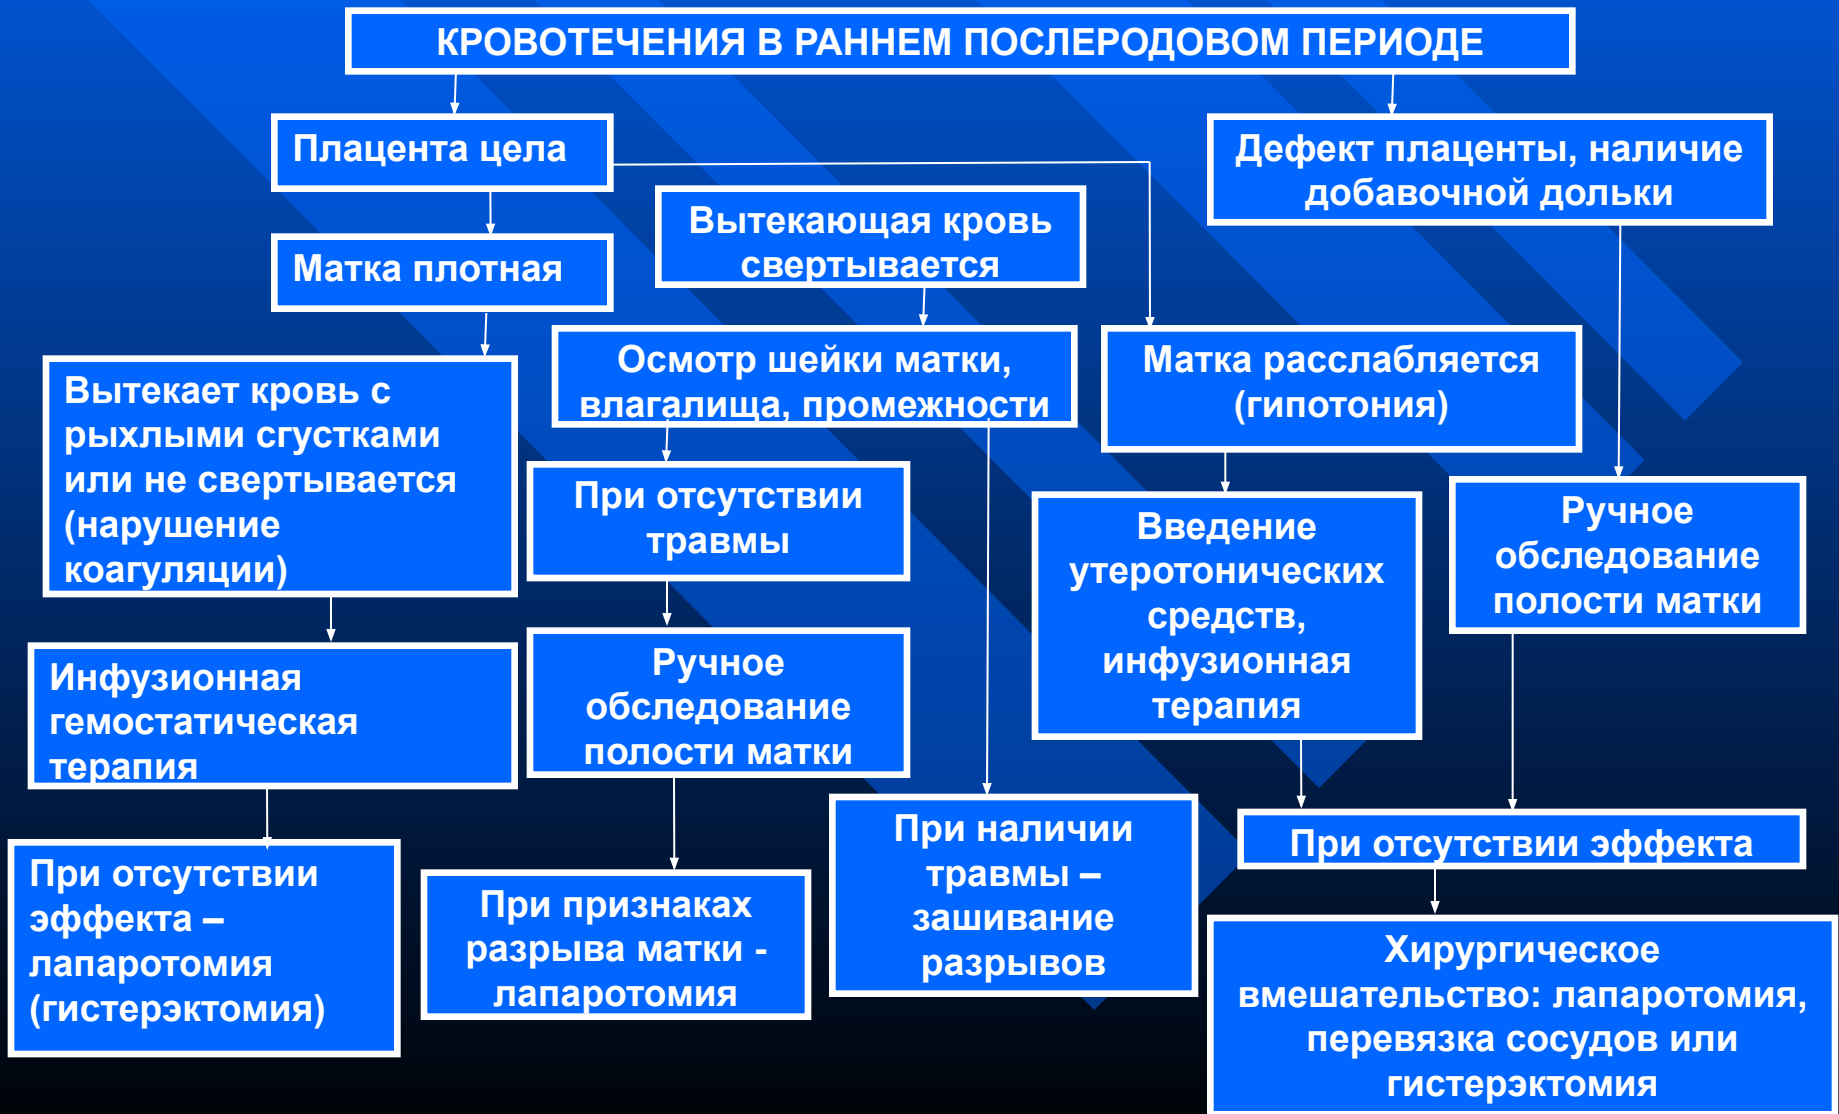 КРОВОТЕЧЕНИЯ В РАННЕМ ПОСЛЕРОДОВОМ ПЕРИОДЕ
Плацента цела
Дефект плаценты, наличие
добавочной дольки
Вытекающая кровь
свертывается
Матка плотная
Осмотр шейки матки,
влагалища, промежности
Матка расслабляется
(гипотония)
Вытекает кровь с
рыхлыми сгустками
или не свертывается
(нарушение
коагуляции)
При отсутствии
травмы
Введение
утеротонических
средств,
инфузионная
терапия
Ручное
обследование
полости матки
Инфузионная
гемостатическая
терапия
Ручное
обследование
полости матки
При наличии
травмы –
зашивание
разрывов
При отсутствии эффекта
При отсутствии
эффекта –
лапаротомия
(гистерэктомия)
При признаках
разрыва матки -
лапаротомия
Хирургическое
вмешательство: лапаротомия,
перевязка сосудов или
гистерэктомия